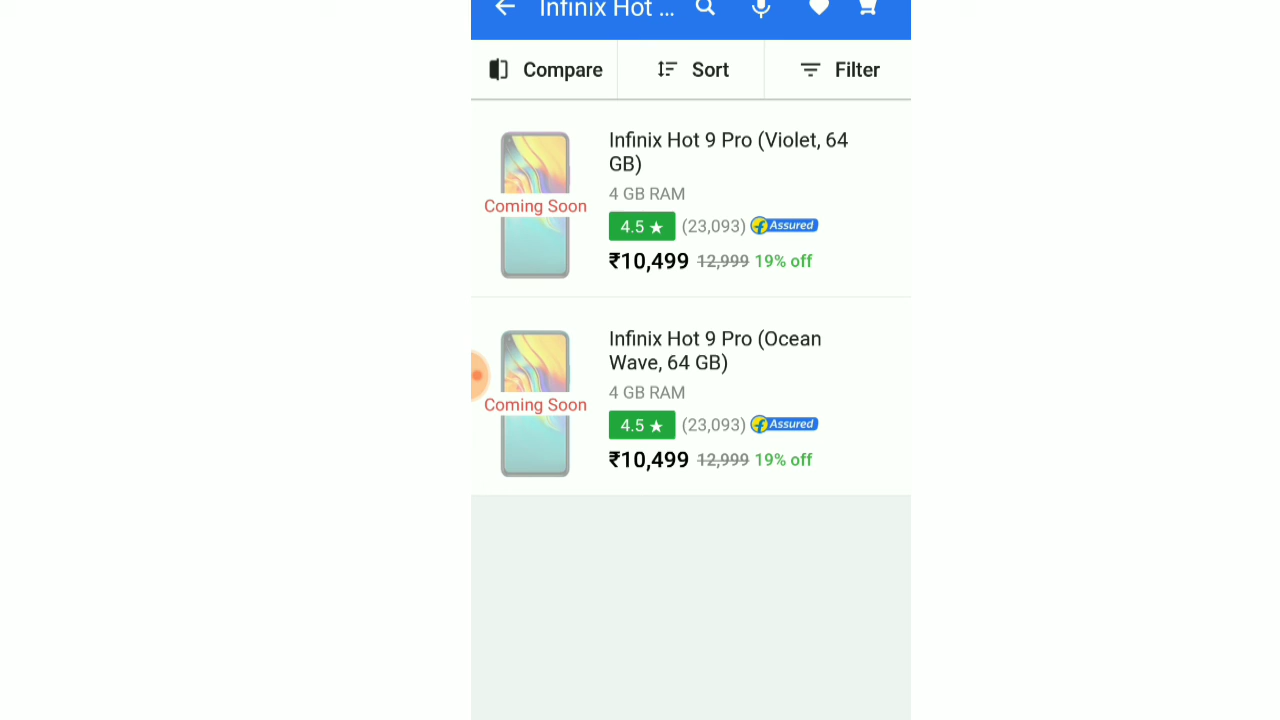 Infinix Hot ...
Compare Sort Filter
Infinix Hot 9 Pro (Violet, 64
GB)
4 GB RAM
Coming Soon
4.5 ★ (23,093) f Assured
₹10,499 12,999 19% off
Infinix Hot 9 Pro (Ocean
Wave, 64 GB)
4 GB RAM
Coming Soon
4.5 ★ (23,093) f Assured
₹10,499 12,999 19% off